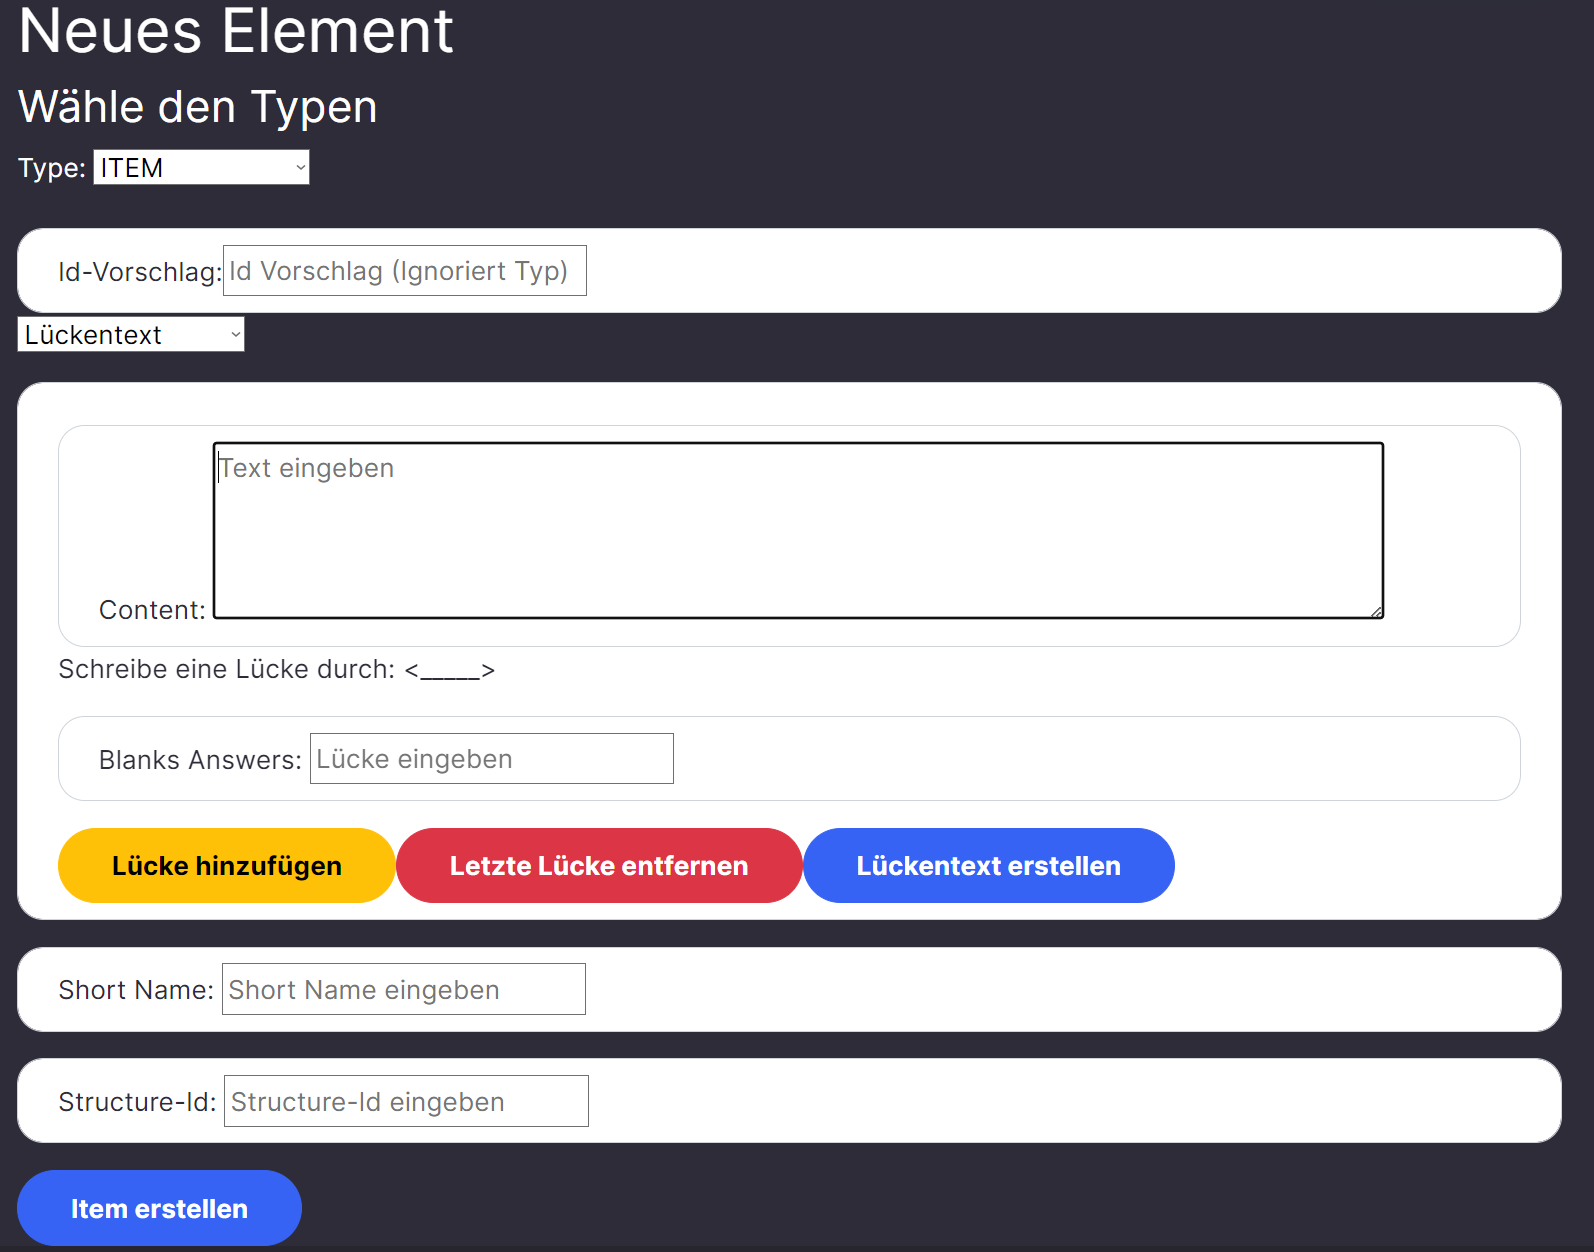 Neues Element
Wähle den Typen
Type: ITEM
Id-Vorschlag: Id Vorschlag (Ignoriert Typ)
Lückentext
Text eingeben
Content:
Schreibe eine Lücke durch: <_____>
Blanks Answers: Lücke eingeben
Lücke hinzufügen Letzte Lücke entfernen Lückentext erstellen
Short Name: Short Name eingeben
Structure-Id: Structure-Id eingeben
Item erstellen